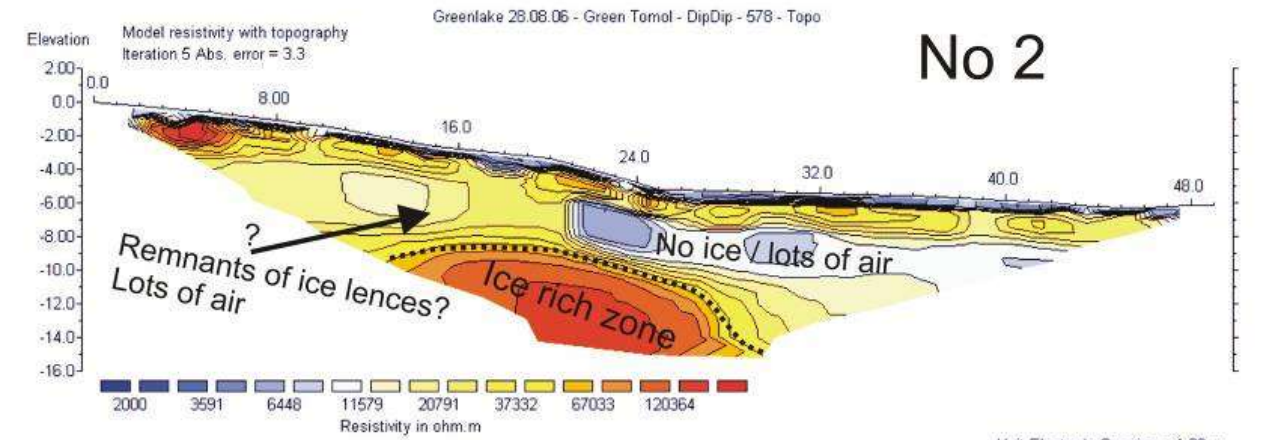 Greenlake 28.08.06 - Green Tomol - DipDip - 578 - Topo
Elevation
Model resistivity with topography
Iteration 5 Abs. error = 3.3
No 2
2.00
0.0
-2.00
-4.00
-6.00
-8.00
-10.0
-12.0
-14.0
-16.0
0.0
8.00
16.0
24.0
32.0
40.0
48.0
?
Remnants of ice lences?
Lots of air
No ice / lots of air
Ice rich zone
2000 3591 6448 11579 20791 37332 67033 120364
Resistivity in ohm.m